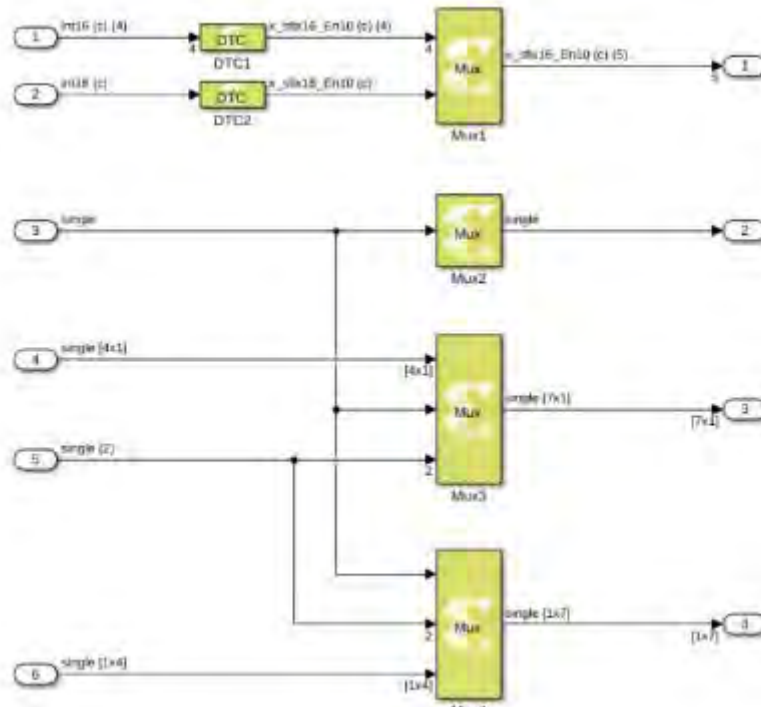 1
int16 (c) (4)
4
DTC
DTC1
x_sfix16_En10 (c) (4)
4
Mux
Mux1
x_sfix16_En10 (c) (5)
5
1
2
int16 (c)
DTC
DTC2
x_sfix16_En10 (c)
3
single
Mux
Mux2
single
2
4
single [4x1]
[4x1]
Mux
Mux3
single [7x1]
[7x1]
3
5
single (2)
2
2
Mux
single [1x7]
[1x7]
4
6
single [1x4]
[1x4]